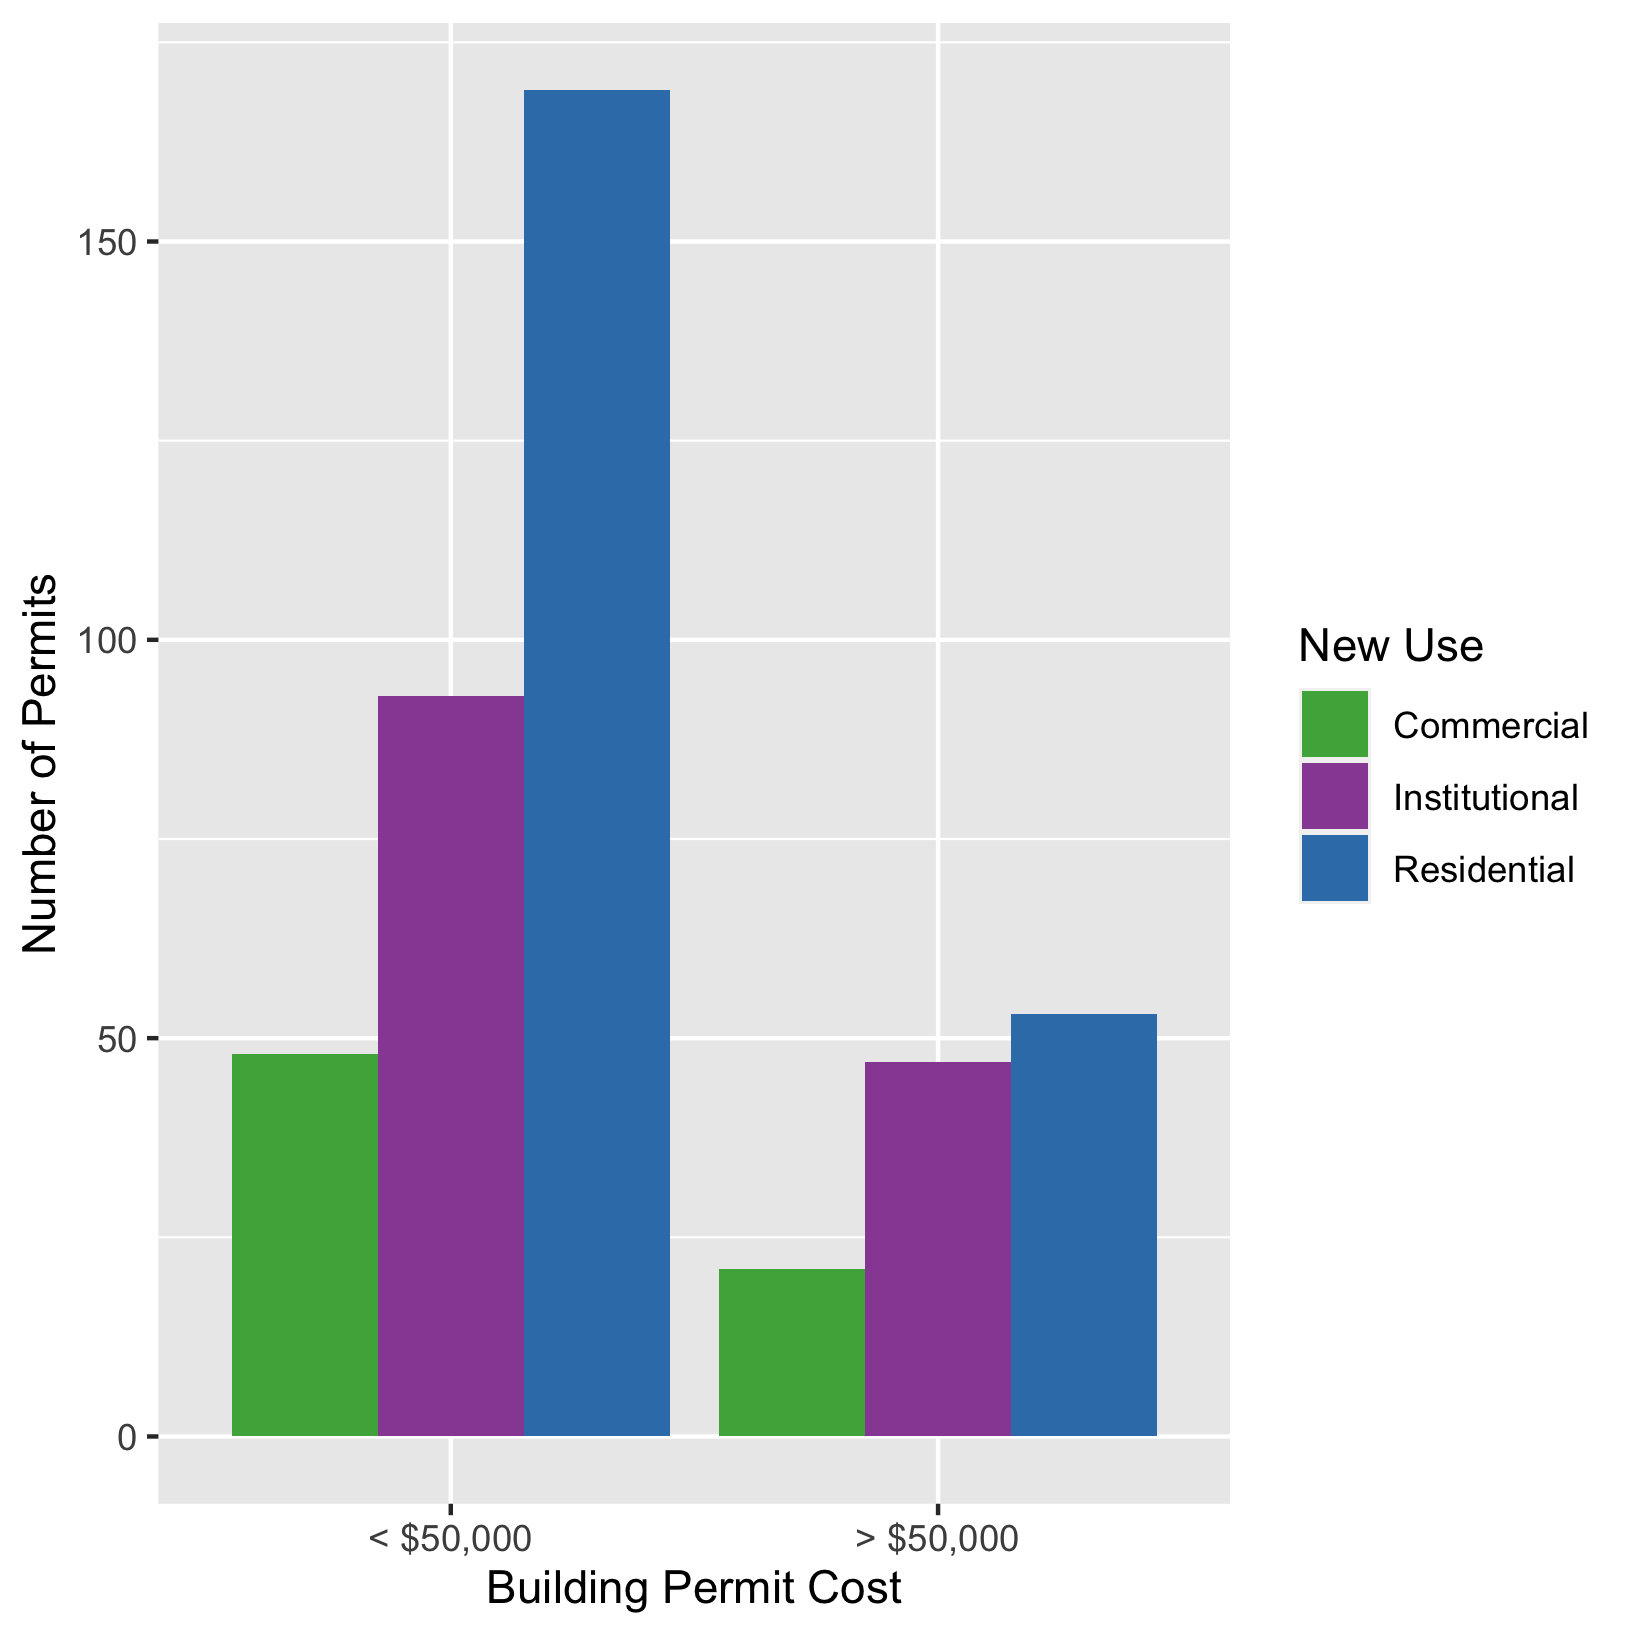 Number of Permits
150
100
50
0
< $50,000
> $50,000
Building Permit Cost
New Use
Commercial
Institutional
Residential